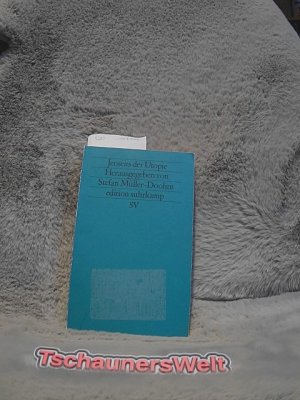 Jenseits der Utopie
Herausgegeben von
Stefan Müller-Doohm
edition suhrkamp
SV
TschaunersWelt